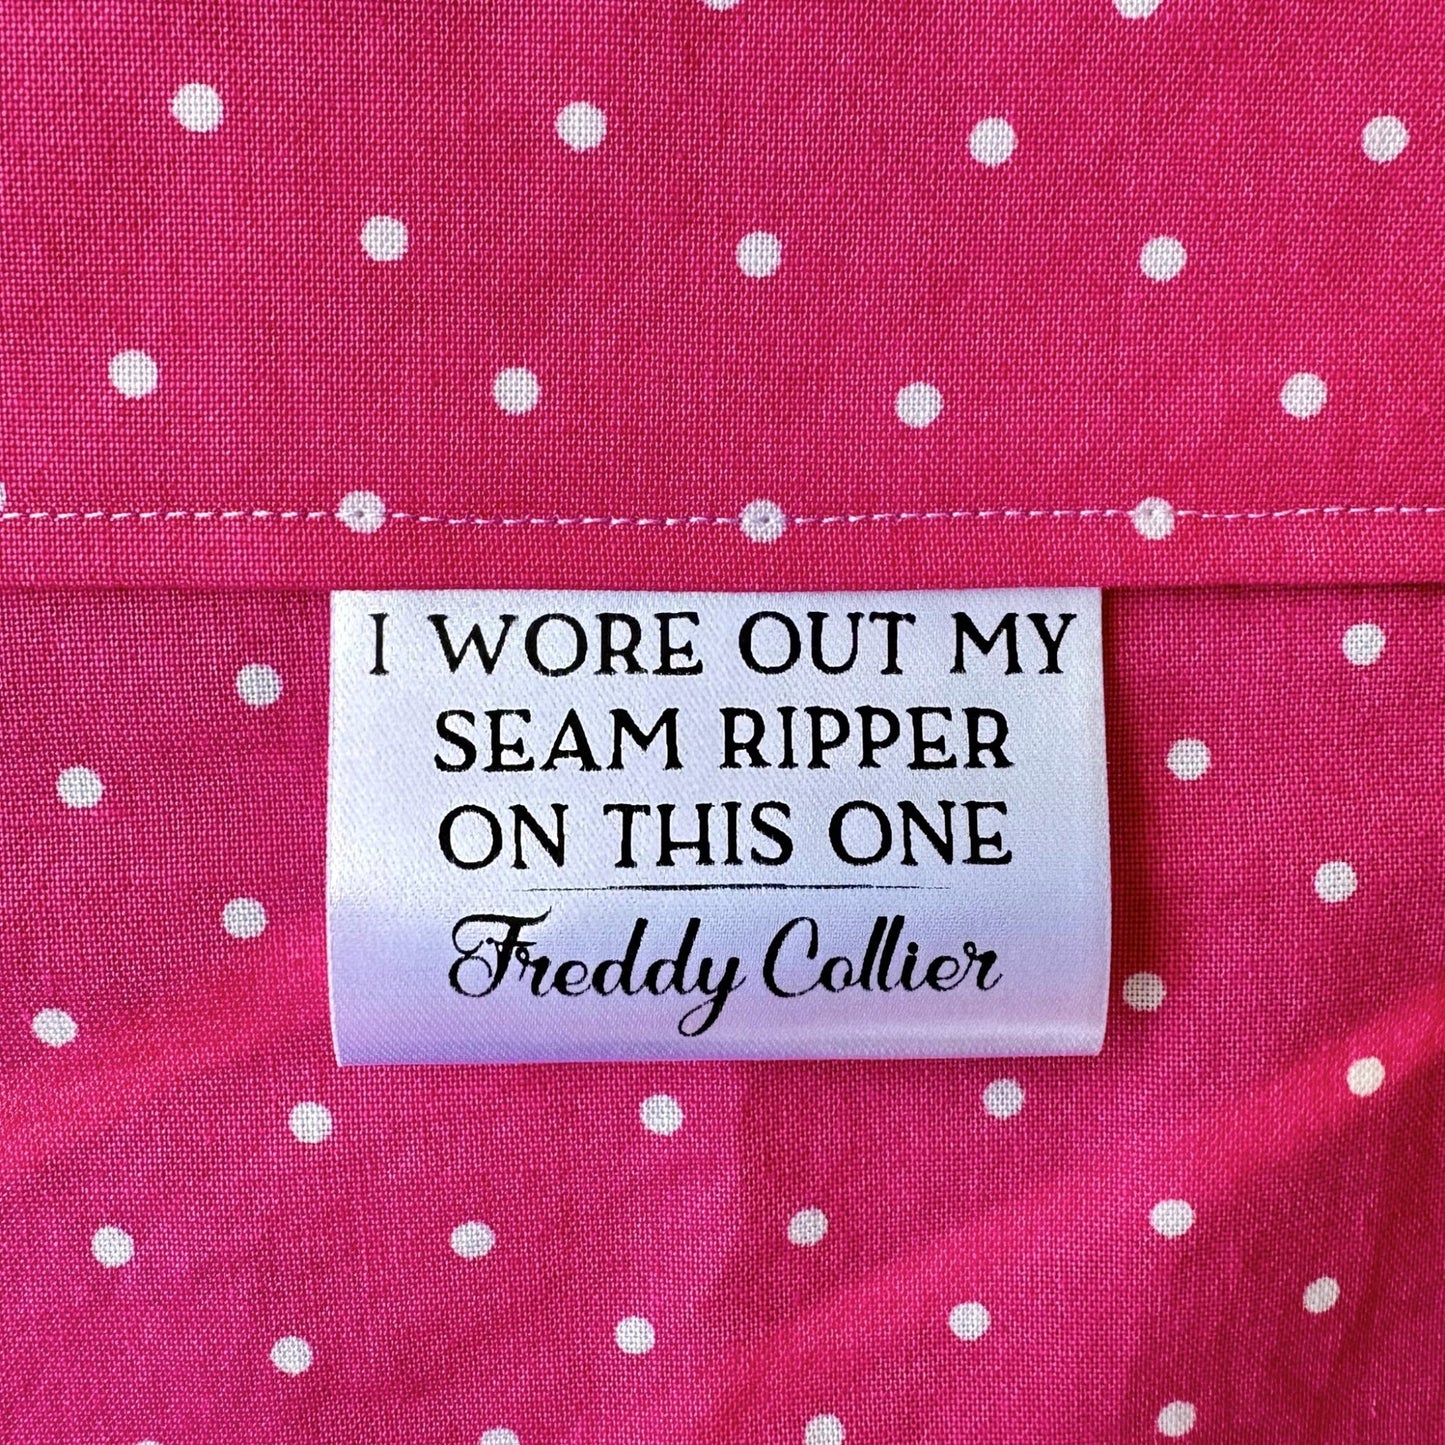 I WORE OUT MY
SEAM RIPPER
ON THIS ONE
Freddy Collier